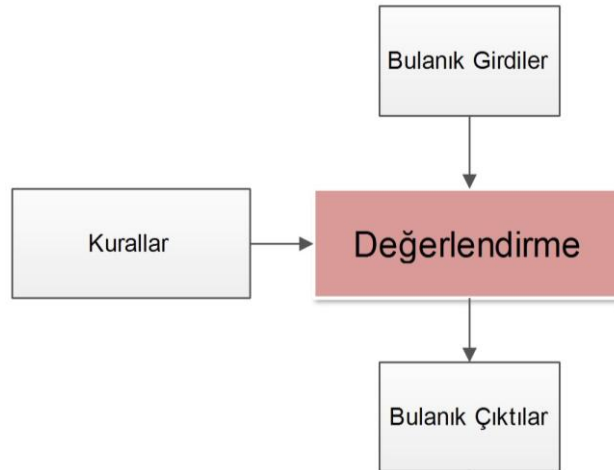 Bulanık Girdiler
Kurallar
Değerlendirme
Bulanık Çıktılar